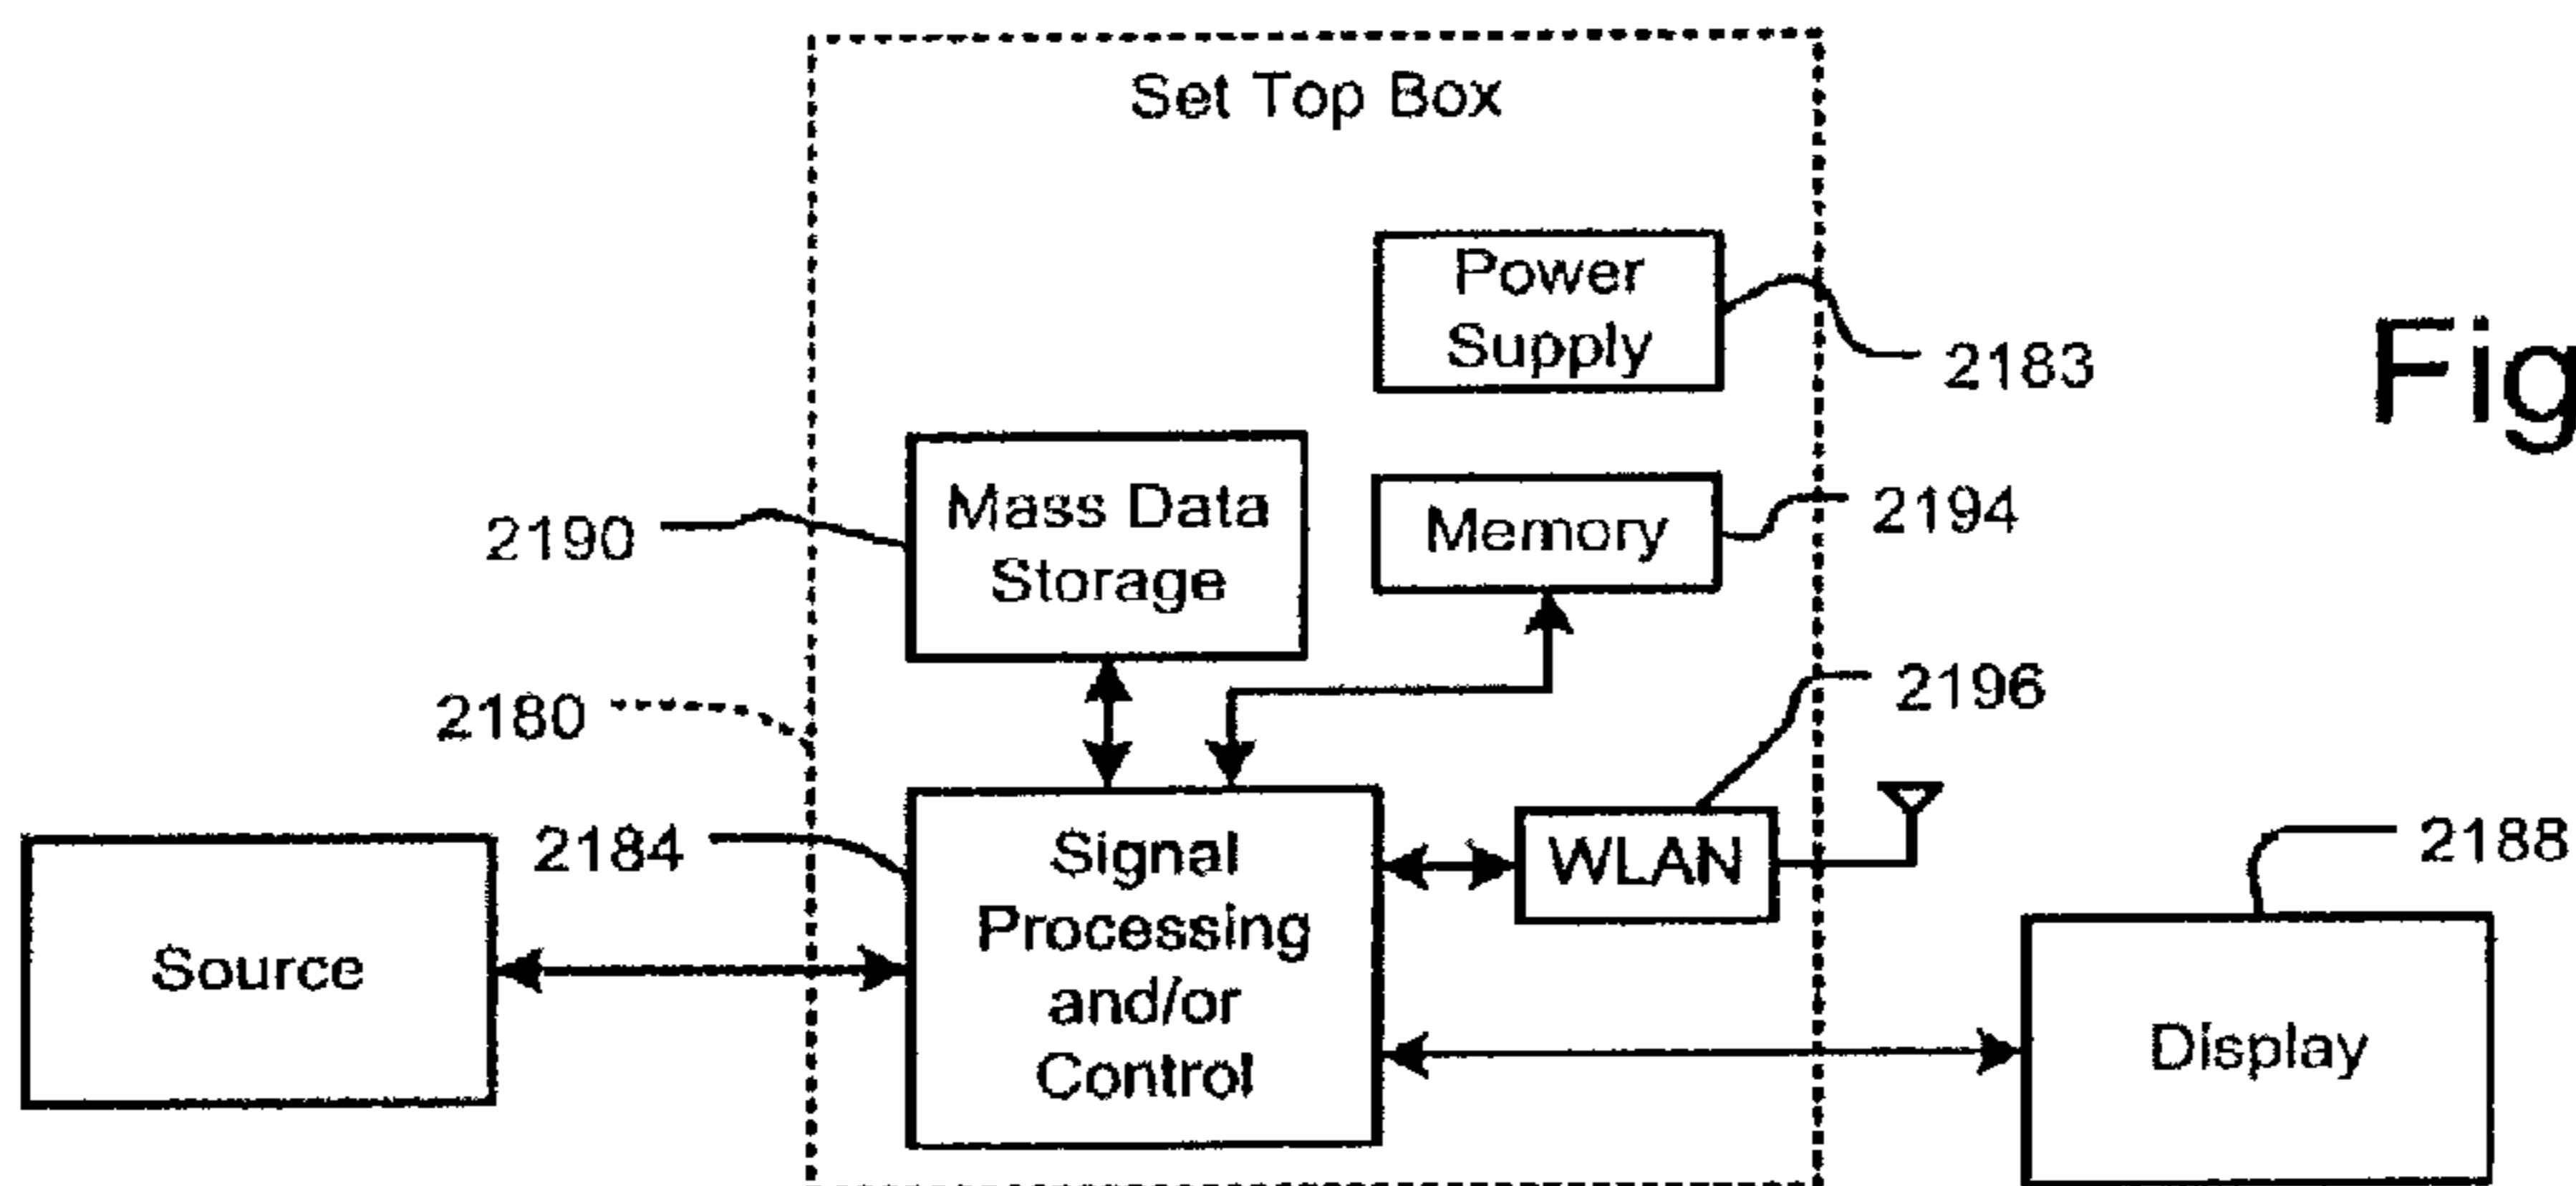 Set Top Box
Power
Supply
2183
Fig
Mass Data
Storage
2190
Memory
2194
2180
2196
2184
Signal
Processing
and/or
Control
WLAN
2188
Source
Display